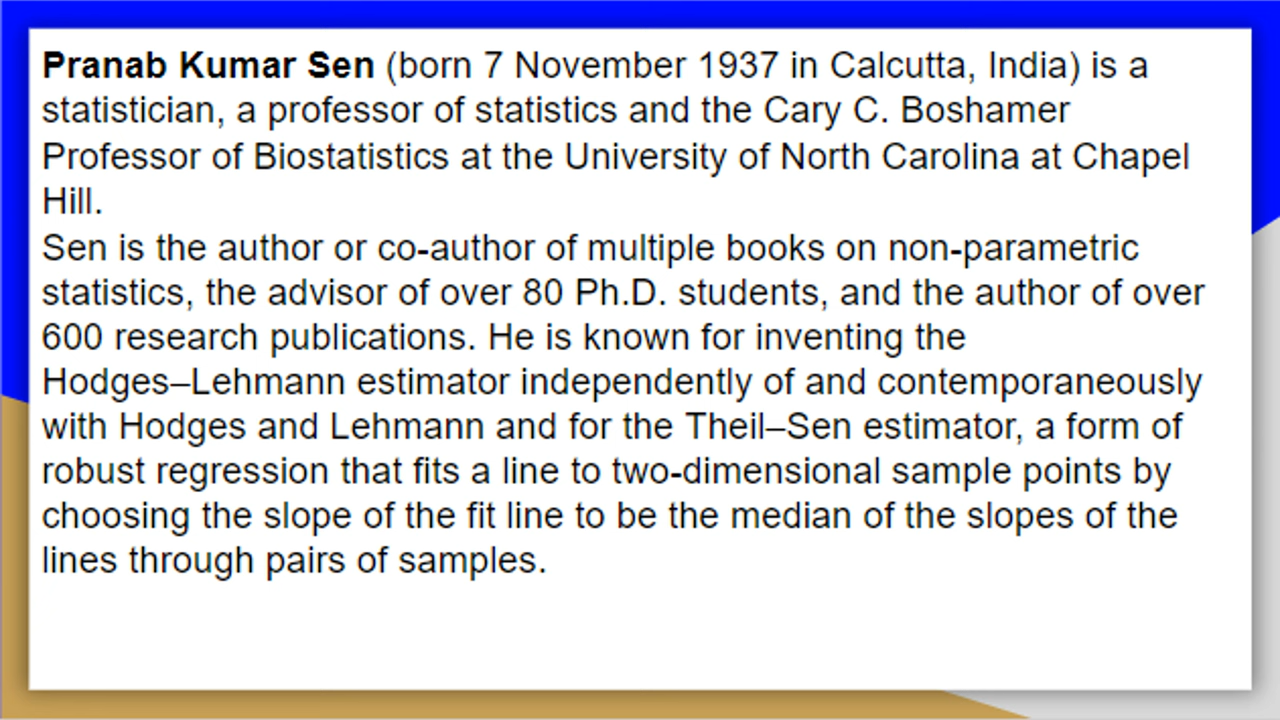 Pranab Kumar Sen (born 7 November 1937 in Calcutta, India) is a
statistician, a professor of statistics and the Cary C. Boshamer
Professor of Biostatistics at the University of North Carolina at Chapel
Hill.
Sen is the author or co-author of multiple books on non-parametric
statistics, the advisor of over 80 Ph.D. students, and the author of over
600 research publications. He is known for inventing the
Hodges–Lehmann estimator independently of and contemporaneously
with Hodges and Lehmann and for the Theil–Sen estimator, a form of
robust regression that fits a line to two-dimensional sample points by
choosing the slope of the fit line to be the median of the slopes of the
lines through pairs of samples.